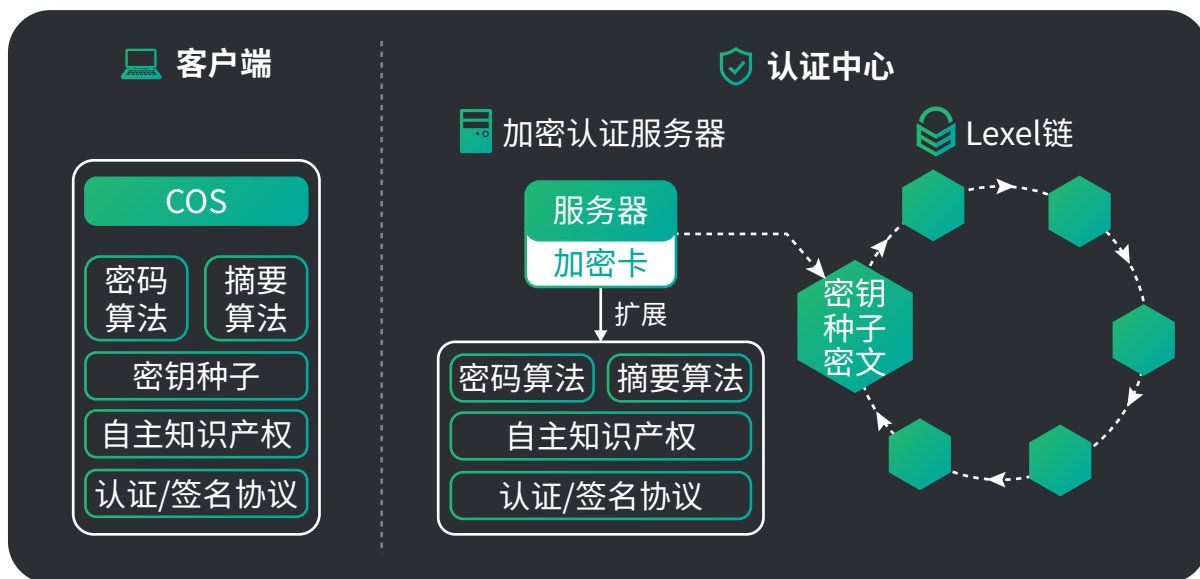 客户端
COS
密码
算法
摘要
算法
密钥种子
自主知识产权
认证/签名协议
认证中心
加密认证服务器
服务器
加密卡
扩展
密码算法
摘要算法
自主知识产权
认证/签名协议
Lexel链
密钥
种子
密文